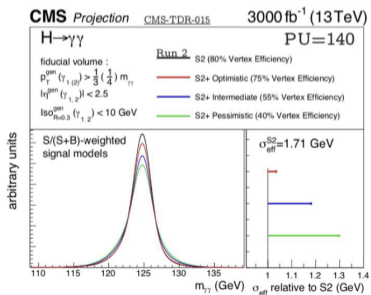 CMS Projection CMS-TDR-015 3000 fb⁻¹ (13 TeV)
H→γγ
PU=140
fiducial volume :
p_T^gen (γ_1(2)) > 1/3 (1/4) m_γγ
|η^gen (γ_1,2)| < 2.5
Iso_R=0.3^gen (γ_1,2) < 10 GeV
Run 2
S2 (80% Vertex Efficiency)
S2+ Optimistic (75% Vertex Efficiency)
S2+ Intermediate (55% Vertex Efficiency)
S2+ Pessimistic (40% Vertex Efficiency)
S/(S+B)-weighted
signal models
σ_eff^S2=1.71 GeV
arbitrary units
110 115 120 125 130 135
m_γγ (GeV)
1 1.1 1.2 1.3 1.4
σ_eff relative to S2 (GeV)